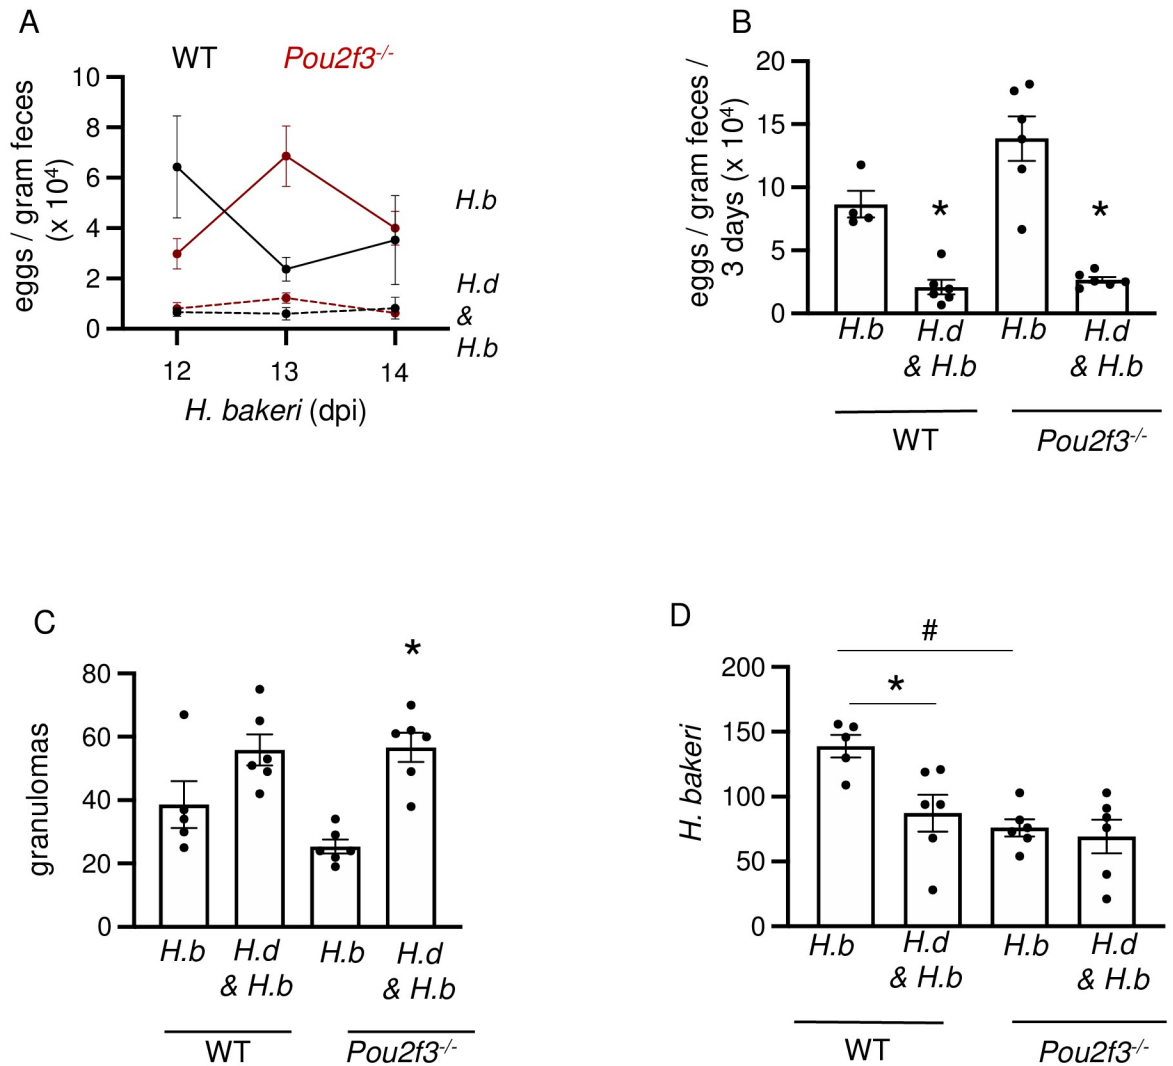 A
WT Pou2f3-/-
eggs / gram feces
(x 10⁴)
10
8
6
4
2
0
H.b
H.d
&
H.b
12 13 14
H. bakeri (dpi)
B
eggs / gram feces /
3 days (x 10⁴)
20
15
10
5
0
* *
H.b H.d H.b H.d
& H.b & H.b
WT Pou2f3-/-
C
granulomas
80
60
40
20
0
*
H.b H.d H.b H.d
& H.b & H.b
WT Pou2f3-/-
D
H. bakeri
200
150
100
50
0
#
*
H.b H.d H.b H.d
& H.b & H.b
WT Pou2f3-/-